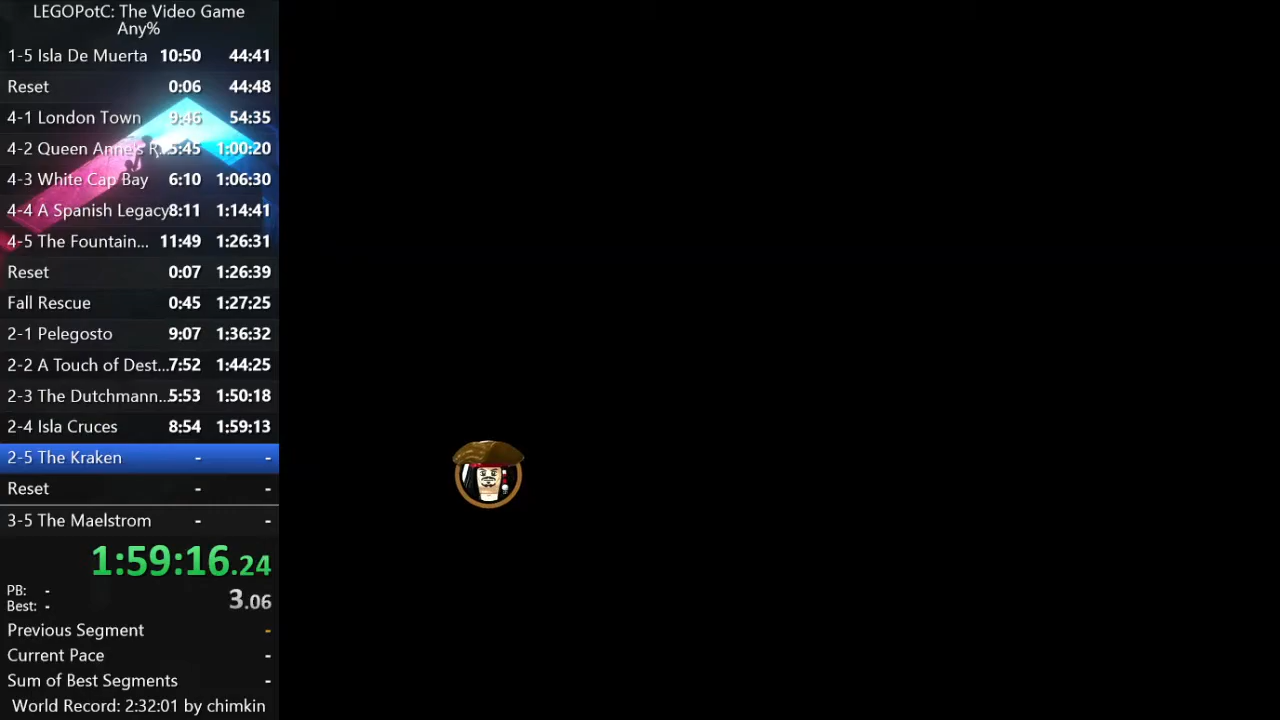 LEGOPotC: The Video Game
Any%
1-5 Isla De Muerta 10:50 44:41
Reset 0:06 44:48
4-1 London Town 9:46 54:35
4-2 Queen Anne's R... 5:45 1:00:20
4-3 White Cap Bay 6:10 1:06:30
4-4 A Spanish Legacy 8:11 1:14:41
4-5 The Fountain... 11:49 1:26:31
Reset 0:07 1:26:39
Fall Rescue 0:45 1:27:25
2-1 Pelegosto 9:07 1:36:32
2-2 A Touch of Dest... 7:52 1:44:25
2-3 The Dutchmann... 5:53 1:50:18
2-4 Isla Cruces 8:54 1:59:13
2-5 The Kraken - -
Reset - -
3-5 The Maelstrom - -
1:59:16.24
PB: -
Best: - 3.06
Previous Segment -
Current Pace -
Sum of Best Segments -
World Record: 2:32:01 by chimkin